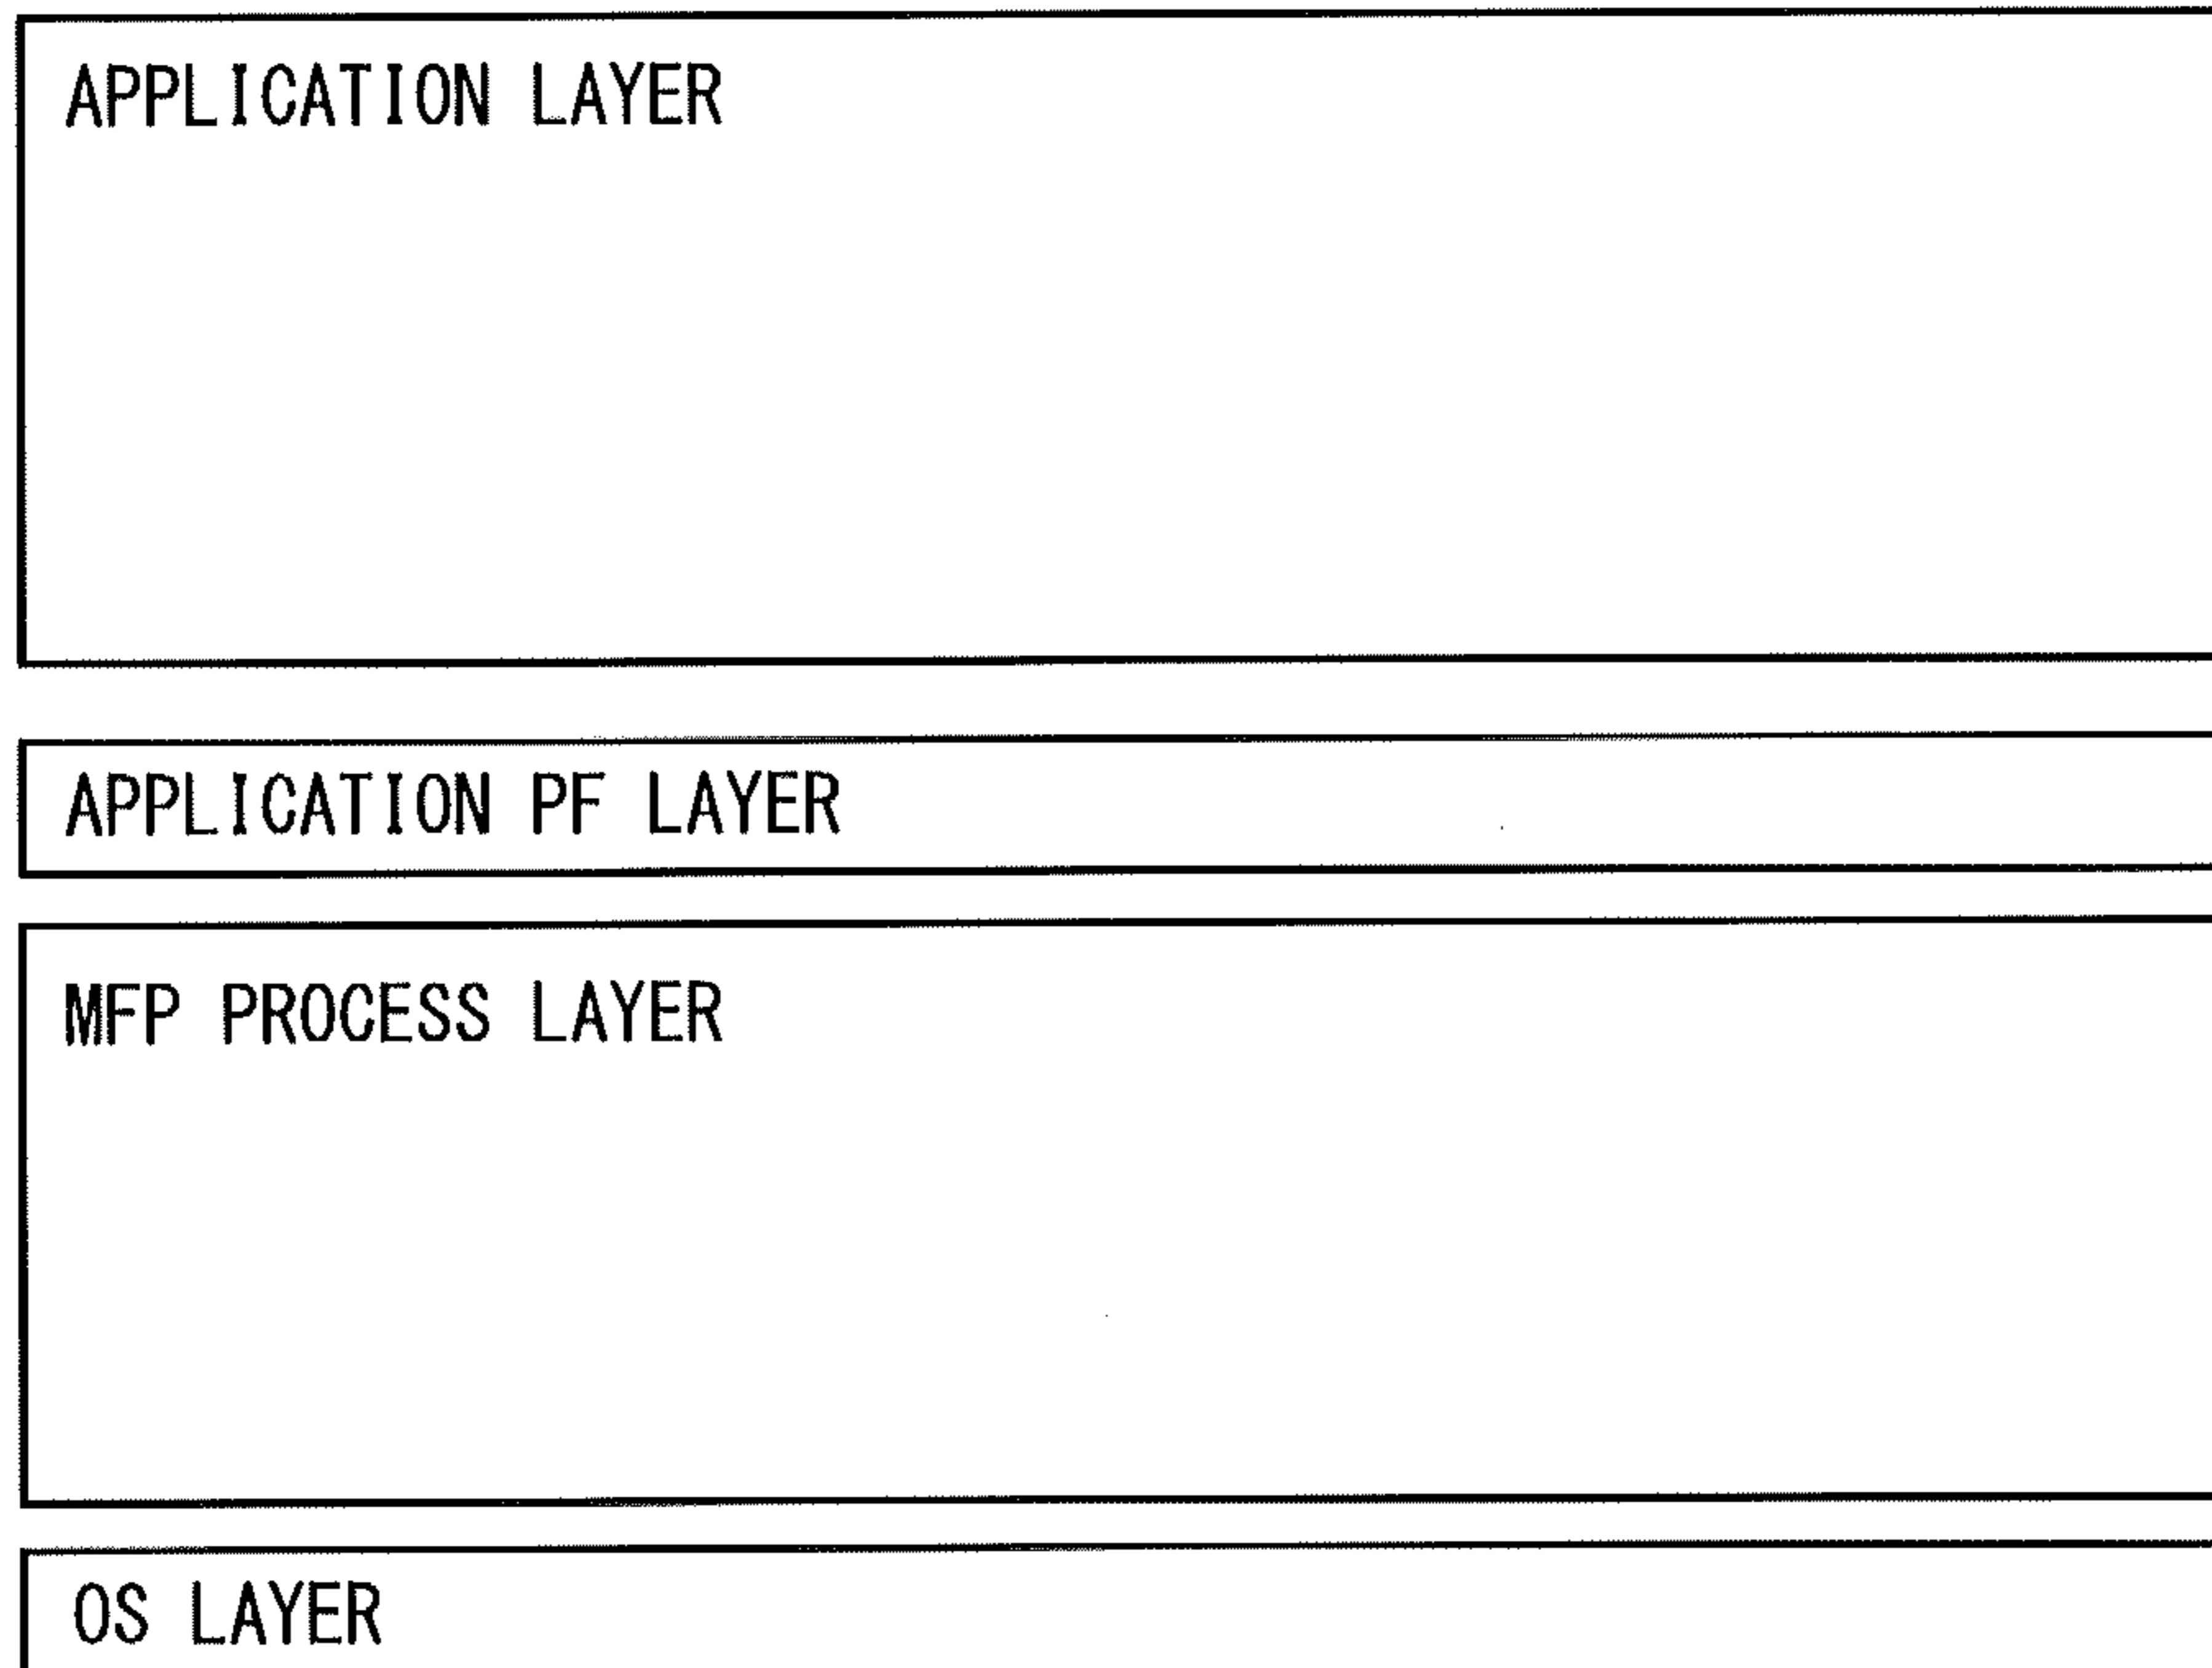 APPLICATION LAYER
APPLICATION PF LAYER
MFP PROCESS LAYER
OS LAYER